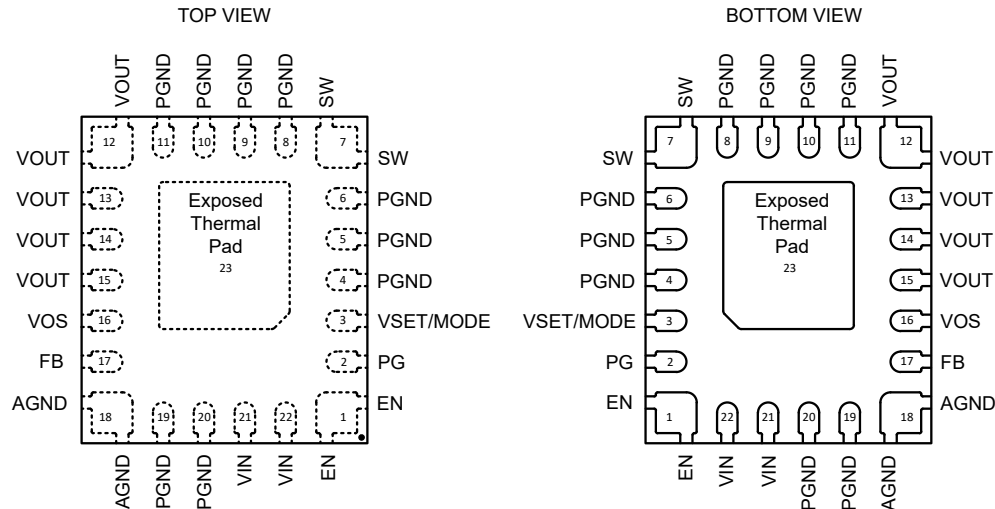 TOP VIEW
VOUT PGND PGND PGND PGND SW
12 11 10 9 8 7
VOUT SW
VOUT 13 6 PGND
VOUT 14 5 PGND
VOUT 15 4 PGND
VOS 16 3 VSET/MODE
FB 17 2 PG
AGND EN
18 19 20 21 22 1
AGND PGND PGND VIN VIN EN
Exposed
Thermal
Pad
23
BOTTOM VIEW
SW PGND PGND PGND PGND VOUT
7 8 9 10 11 12
SW VOUT
PGND 6 13 VOUT
PGND 5 14 VOUT
PGND 4 15 VOUT
VSET/MODE 3 16 VOS
PG 2 17 FB
EN AGND
1 22 21 20 19 18
EN VIN VIN PGND PGND AGND
Exposed
Thermal
Pad
23